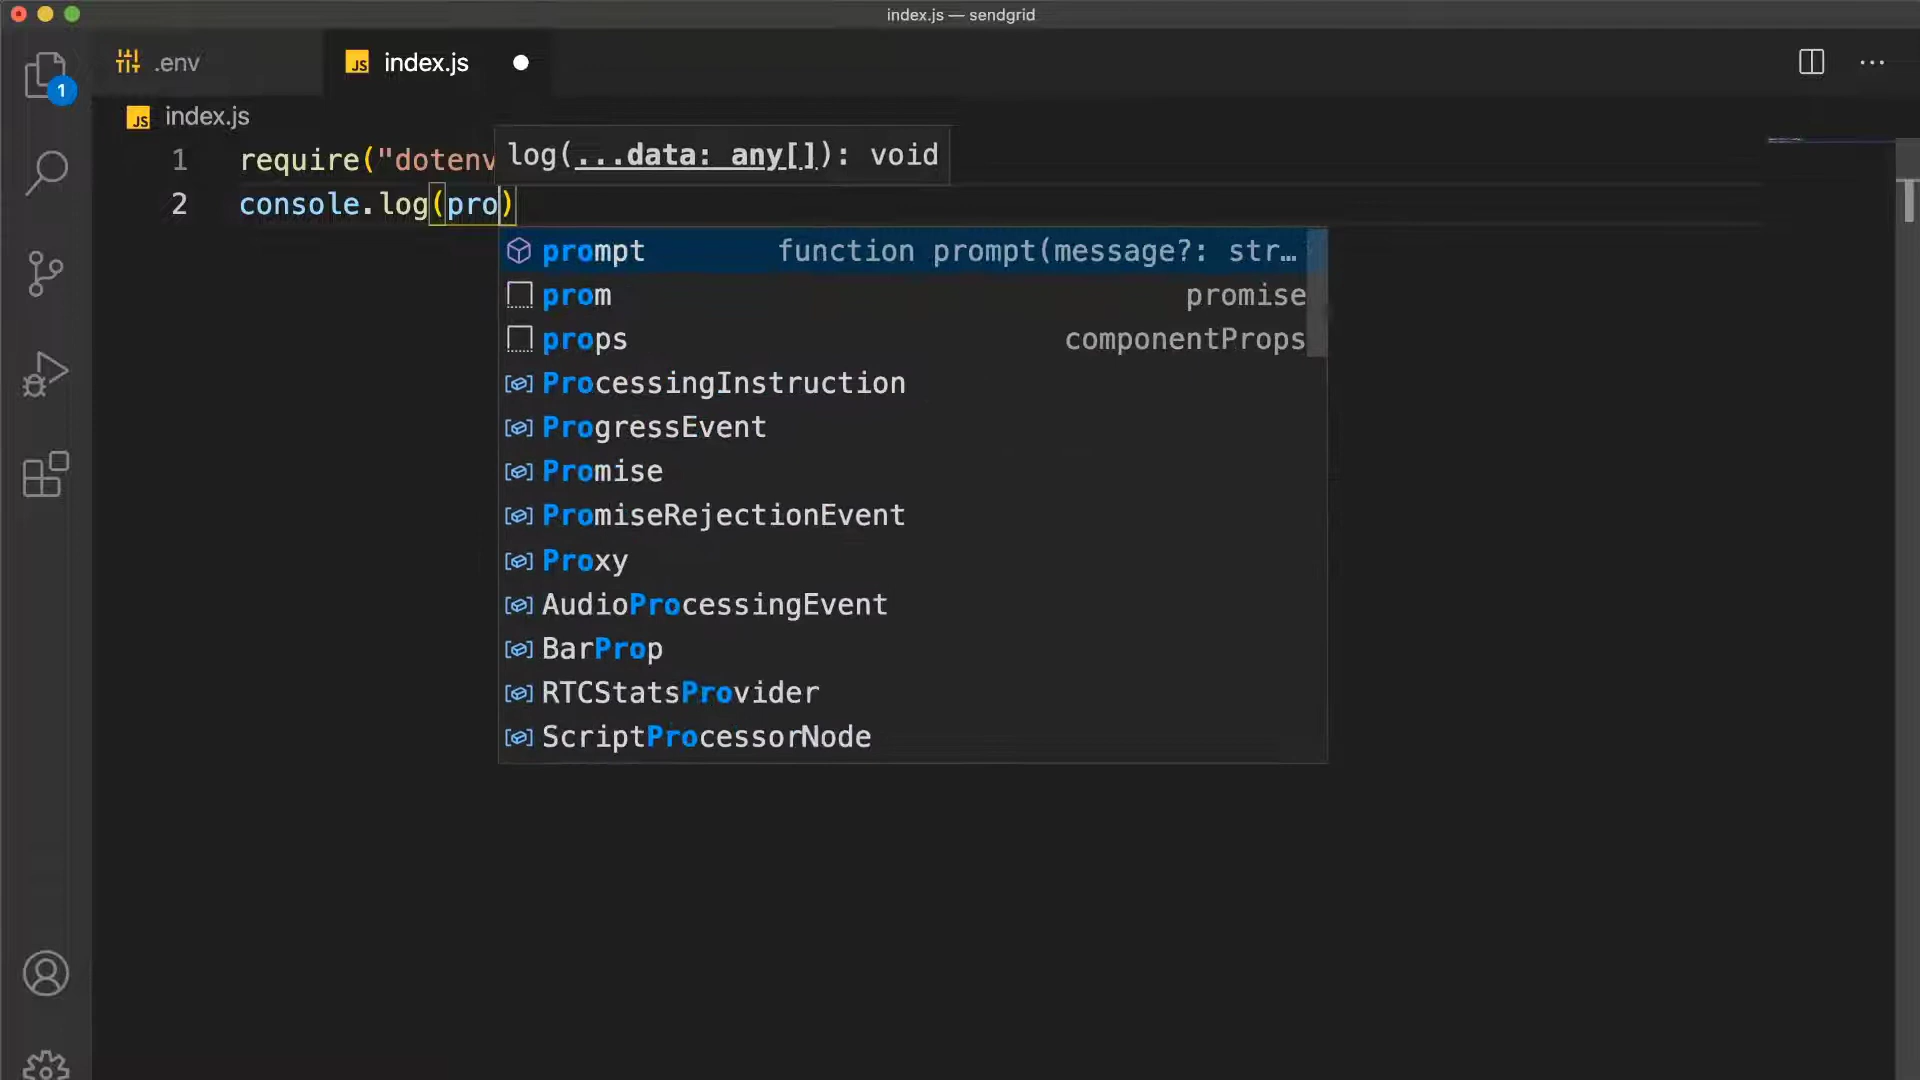 index.js — sendgrid
.env
JS index.js
1
JS index.js
1 require("dotenv
log(...data: any[]): void
2 console.log(pro)
prompt function prompt(message?: str…
prom promise
props componentProps
ProcessingInstruction
ProgressEvent
Promise
PromiseRejectionEvent
Proxy
AudioProcessingEvent
BarProp
RTCStatsProvider
ScriptProcessorNode